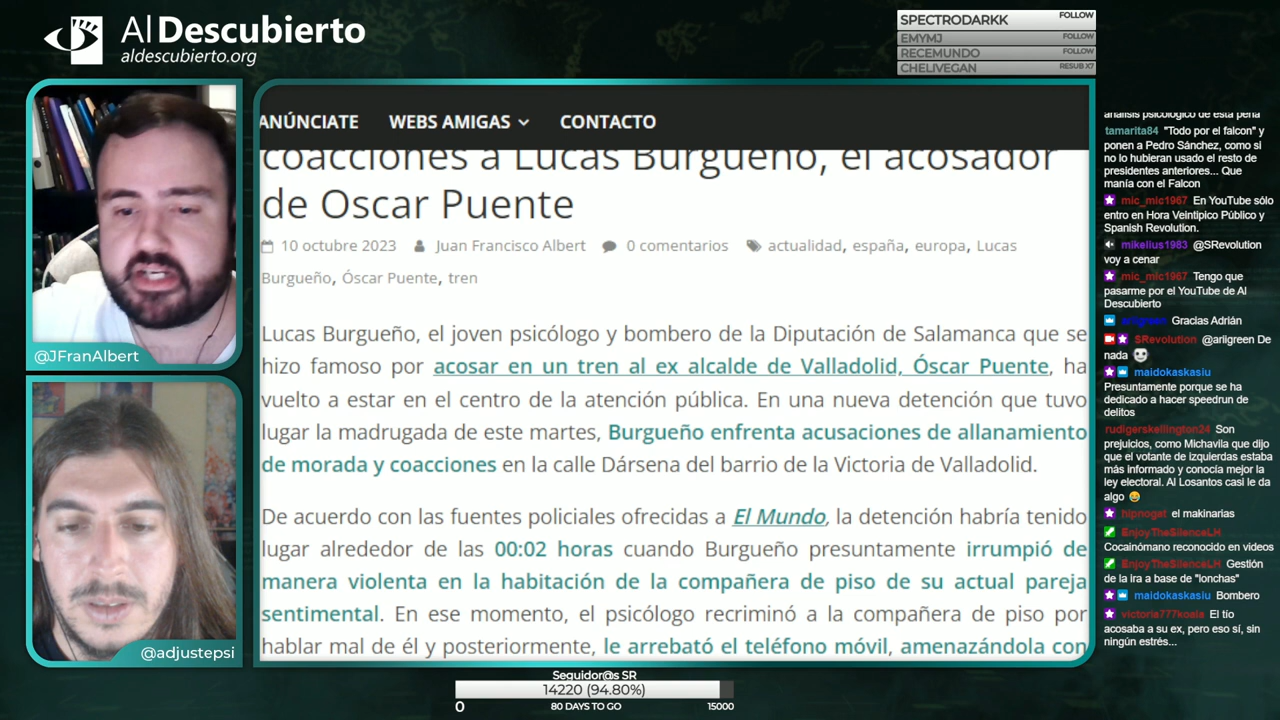 Al Descubierto
aldescubierto.org
SPECTRODARKK FOLLOW
EMYMJ FOLLOW
RECEMUNDO FOLLOW
CHELIVEGAN RESUB X7
@JFranAlbert
@adjustepsi
ANÚNCIATE WEBS AMIGAS CONTACTO
coacciones a Lucas Burgueño, el acosador
de Oscar Puente
10 octubre 2023 Juan Francisco Albert 0 comentarios actualidad, españa, europa, Lucas
Burgueño, Óscar Puente, tren
Lucas Burgueño, el joven psicólogo y bombero de la Diputación de Salamanca que se
hizo famoso por acosar en un tren al ex alcalde de Valladolid, Óscar Puente, ha
vuelto a estar en el centro de la atención pública. En una nueva detención que tuvo
lugar la madrugada de este martes, Burgueño enfrenta acusaciones de allanamiento
de morada y coacciones en la calle Dársena del barrio de la Victoria de Valladolid.
De acuerdo con las fuentes policiales ofrecidas a El Mundo, la detención habría tenido
lugar alrededor de las 00:02 horas cuando Burgueño presuntamente irrumpió de
manera violenta en la habitación de la compañera de piso de su actual pareja
sentimental. En ese momento, el psicólogo recriminó a la compañera de piso por
hablar mal de él y posteriormente, le arrebató el teléfono móvil, amenazándola con
análisis psicológico de esta peña
tamarita84 "Todo por el falcon" y
ponen a Pedro Sánchez, como si
no lo hubieran usado el resto de
presidentes anteriores... Que
manía con el Falcon
mic_mic1967 En YouTube sólo
entro en Hora Veintipico Público y
Spanish Revolution.
mikelius1983 @SRevolution
voy a cenar
mic_mic1967 Tengo que
pasarme por el YouTube de Al
Descubierto
arligreen Gracias Adrián
SRevolution @arligreen De
nada
maidokaskasiu
Presuntamente porque se ha
dedicado a hacer speedrun de
delitos
rudigerskellington24 Son
prejuicios, como Michavila que dijo
que el votante de izquierdas estaba
más informado y conocía mejor la
ley electoral. Al Losantos casi le da
algo
hipnogat el makinarias
EnjoyTheSilenceLH
Cocainómano reconocido en videos
EnjoyTheSilenceLH Gestión
de la ira a base de "lonchas"
maidokaskasiu Bombero
victoria777koala El tío
acosaba a su ex, pero eso sí, sin
ningún estrés...
Seguidor@s SR
14220 (94.80%)
0 80 DAYS TO GO 15000